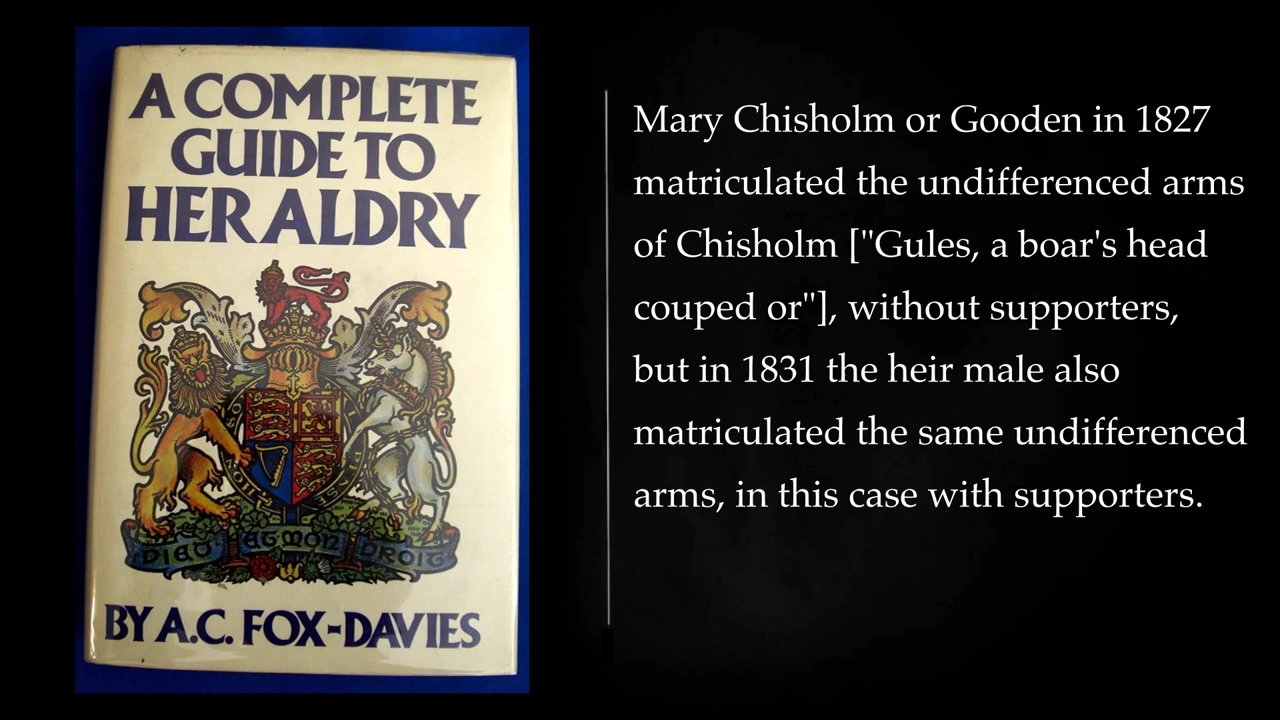 A COMPLETE
GUIDE TO
HERALDRY
DIEU ET MON DROIT
BY A.C. FOX-DAVIES
Mary Chisholm or Gooden in 1827
matriculated the undifferenced arms
of Chisholm ["Gules, a boar's head
couped or"], without supporters,
but in 1831 the heir male also
matriculated the same undifferenced
arms, in this case with supporters.